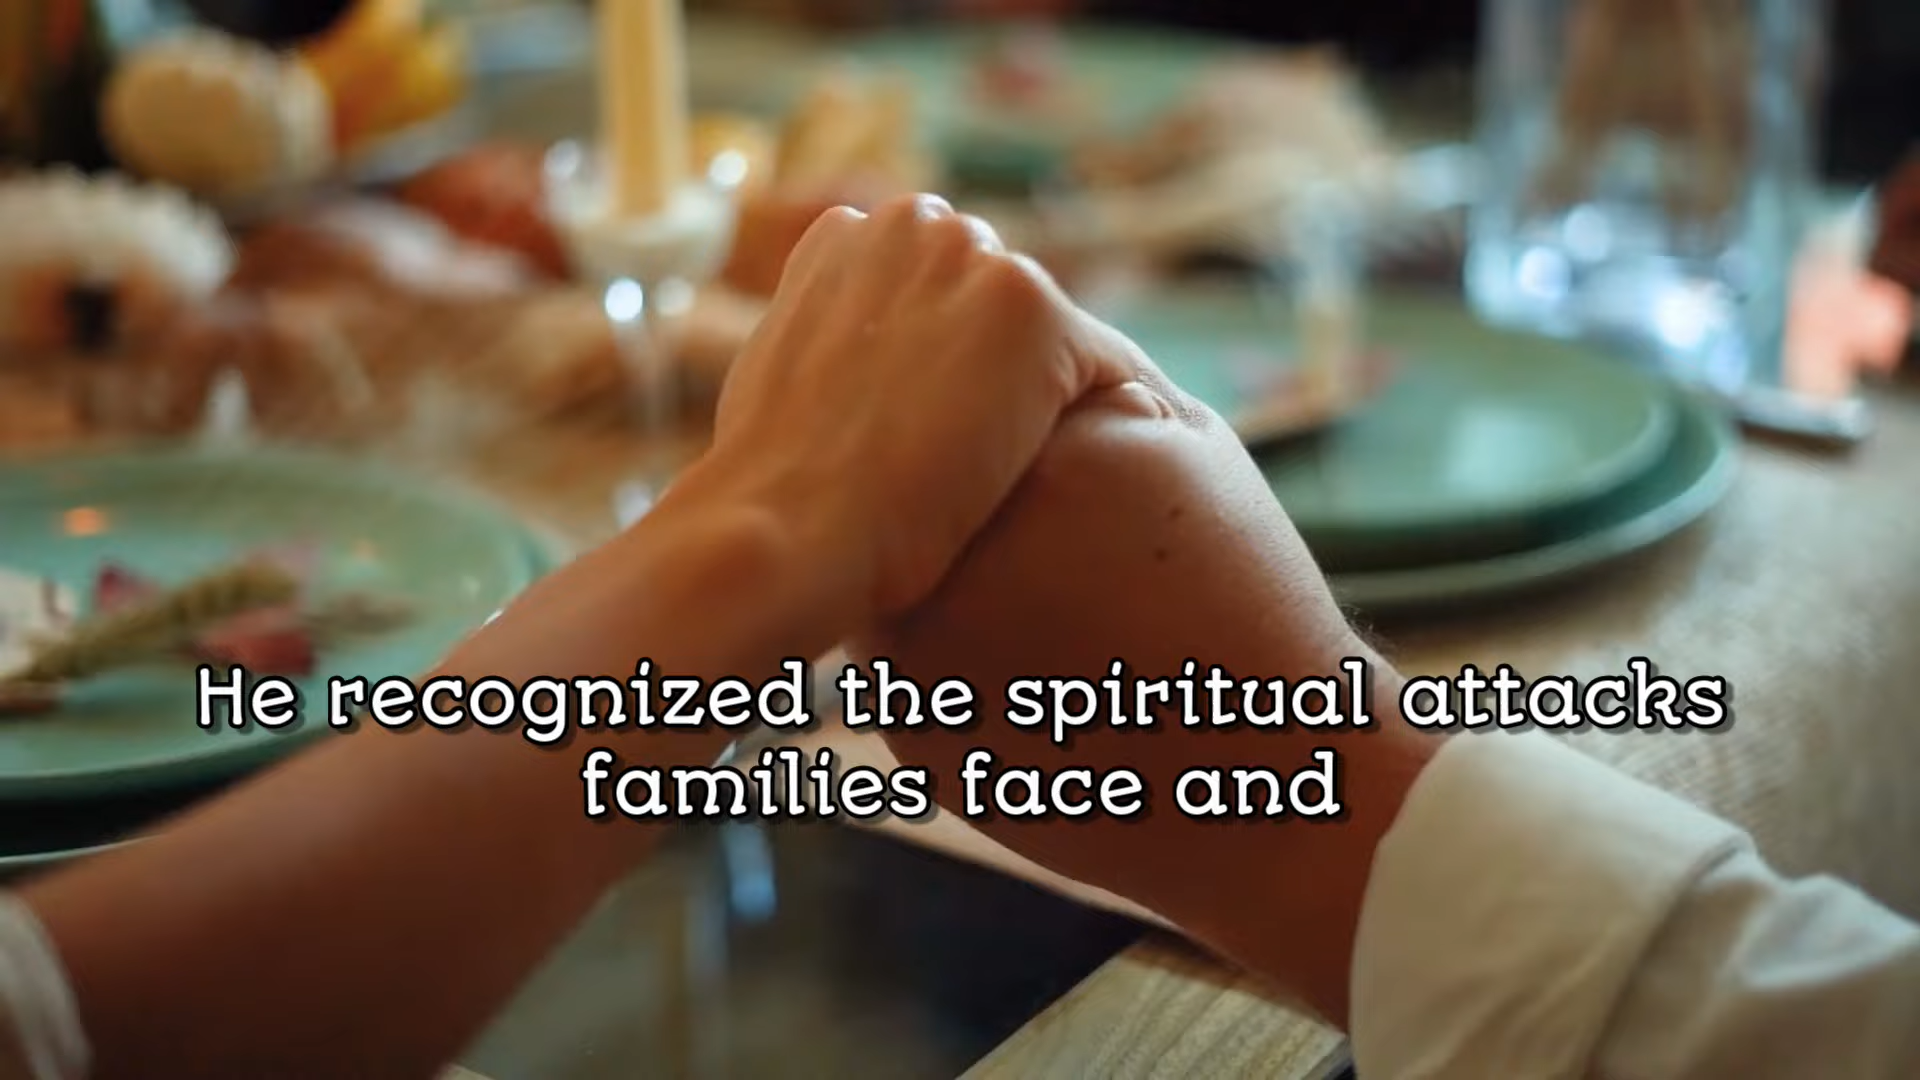 He recognized the spiritual attacks
families face and